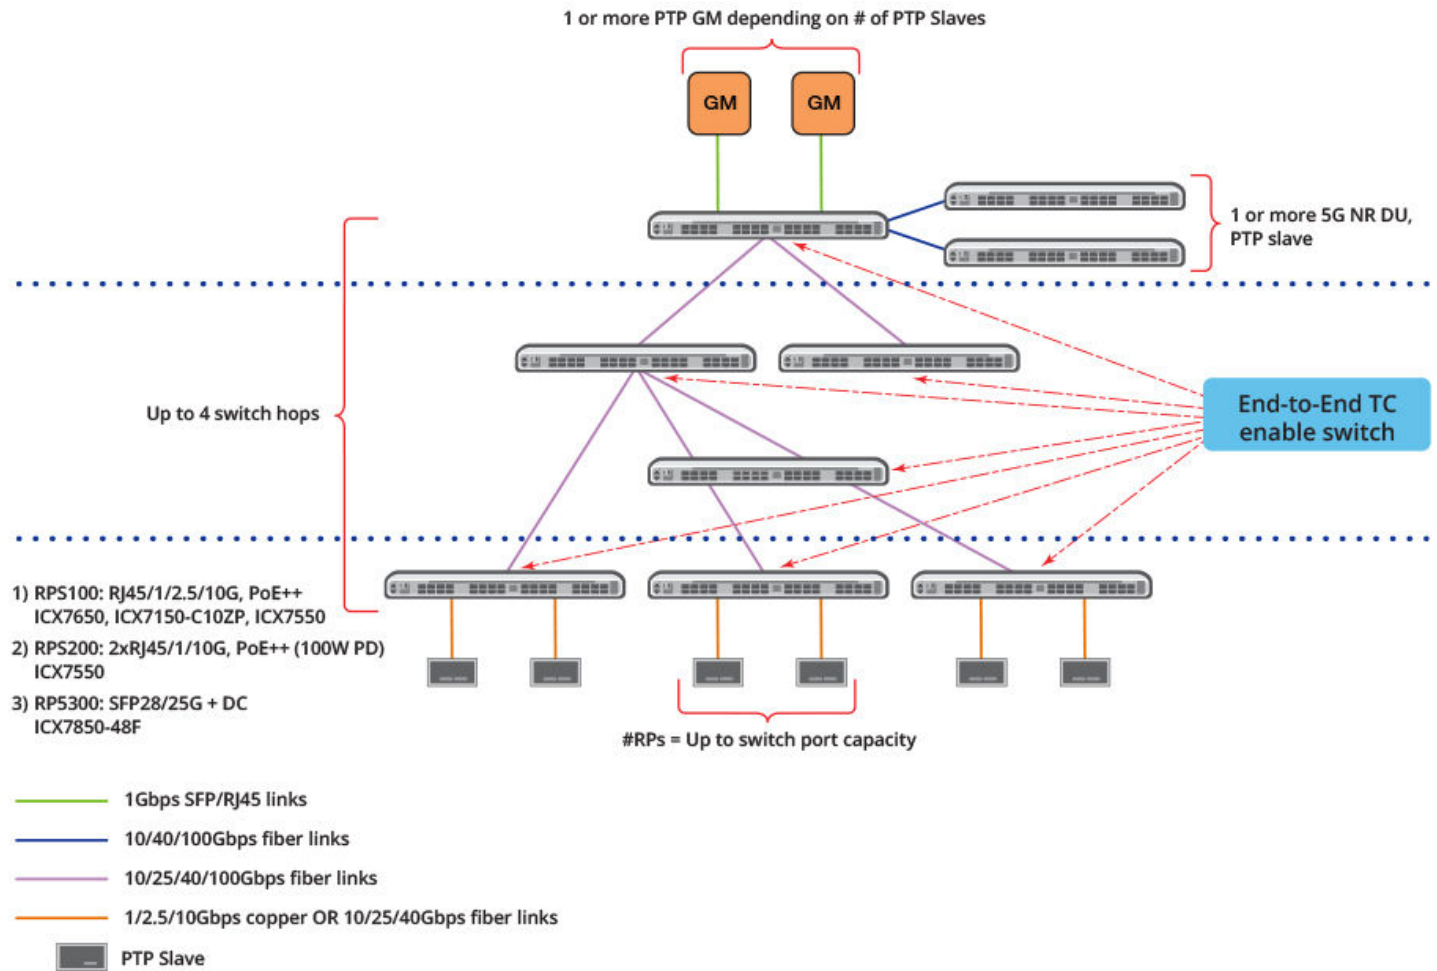 1 or more PTP GM depending on # of PTP Slaves
GM
GM
1 or more 5G NR DU,
PTP slave
Up to 4 switch hops
End-to-End TC
enable switch
1) RPS100: RJ45/1/2.5/10G, PoE++
ICX7650, ICX7150-C10ZP, ICX7550
2) RPS200: 2xRJ45/1/10G, PoE++ (100W PD)
ICX7550
3) RP5300: SFP28/25G + DC
ICX7850-48F
#RPs = Up to switch port capacity
1Gbps SFP/RJ45 links
10/40/100Gbps fiber links
10/25/40/100Gbps fiber links
1/2.5/10Gbps copper OR 10/25/40Gbps fiber links
PTP Slave